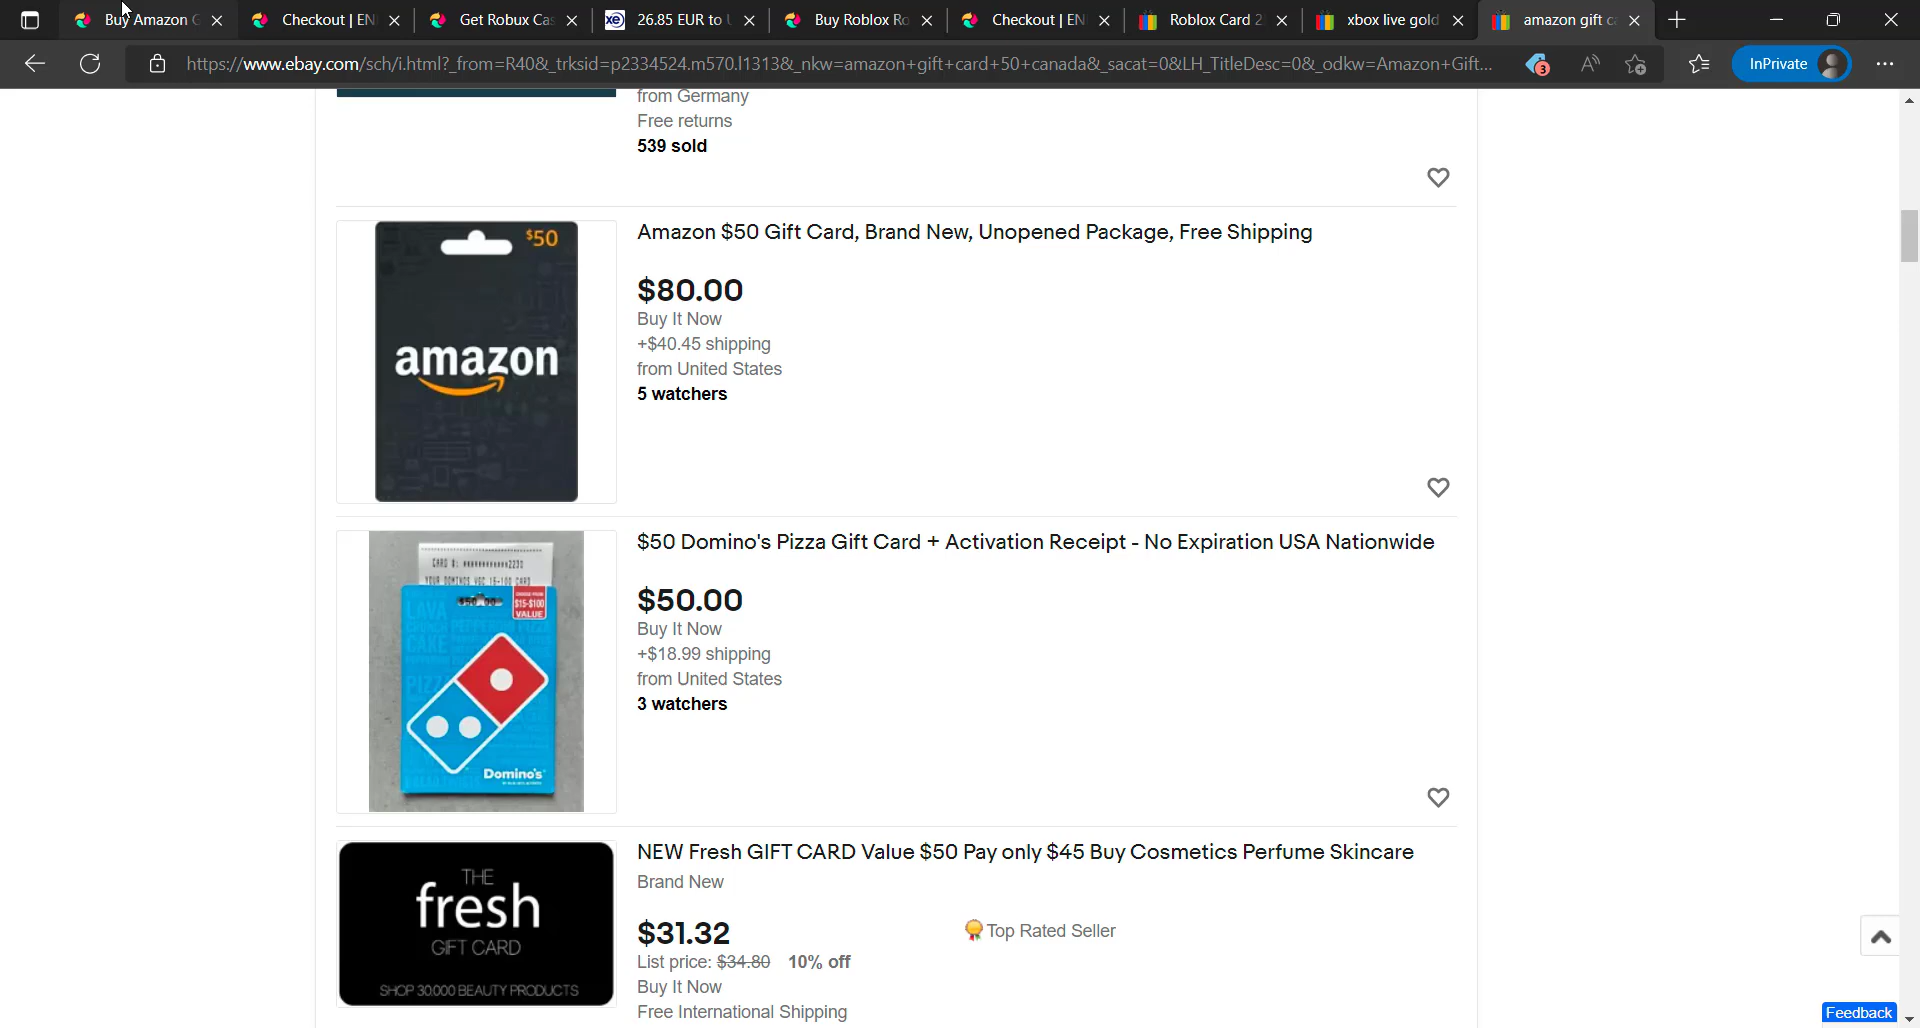 Buy Amazon G
Checkout | EN
Get Robux Ca
26.85 EUR to
Buy Roblox R
Checkout | EN
Roblox Card 2
xbox live gold
amazon gift c
https://www.ebay.com/sch/i.html?_from=R40&_trksid=p2334524.m570.l1313&_nkw=amazon+gift+card+50+canada&_sacat=0&LH_TitleDesc=0&_odkw=Amazon+Gift...
3
InPrivate
from Germany
Free returns
539 sold
$50
amazon
Amazon $50 Gift Card, Brand New, Unopened Package, Free Shipping
$80.00
Buy It Now
+$40.45 shipping
from United States
5 watchers
$15-$100
VALUE
LAVA
CRUNCH
CAKE
Domino's
$50 Domino's Pizza Gift Card + Activation Receipt - No Expiration USA Nationwide
$50.00
Buy It Now
+$18.99 shipping
from United States
3 watchers
THE
fresh
GIFT CARD
SHOP 30.000 BEAUTY PRODUCTS
NEW Fresh GIFT CARD Value $50 Pay only $45 Buy Cosmetics Perfume Skincare
Brand New
$31.32
Top Rated Seller
List price: $34.80 10% off
Buy It Now
Free International Shipping
Feedback